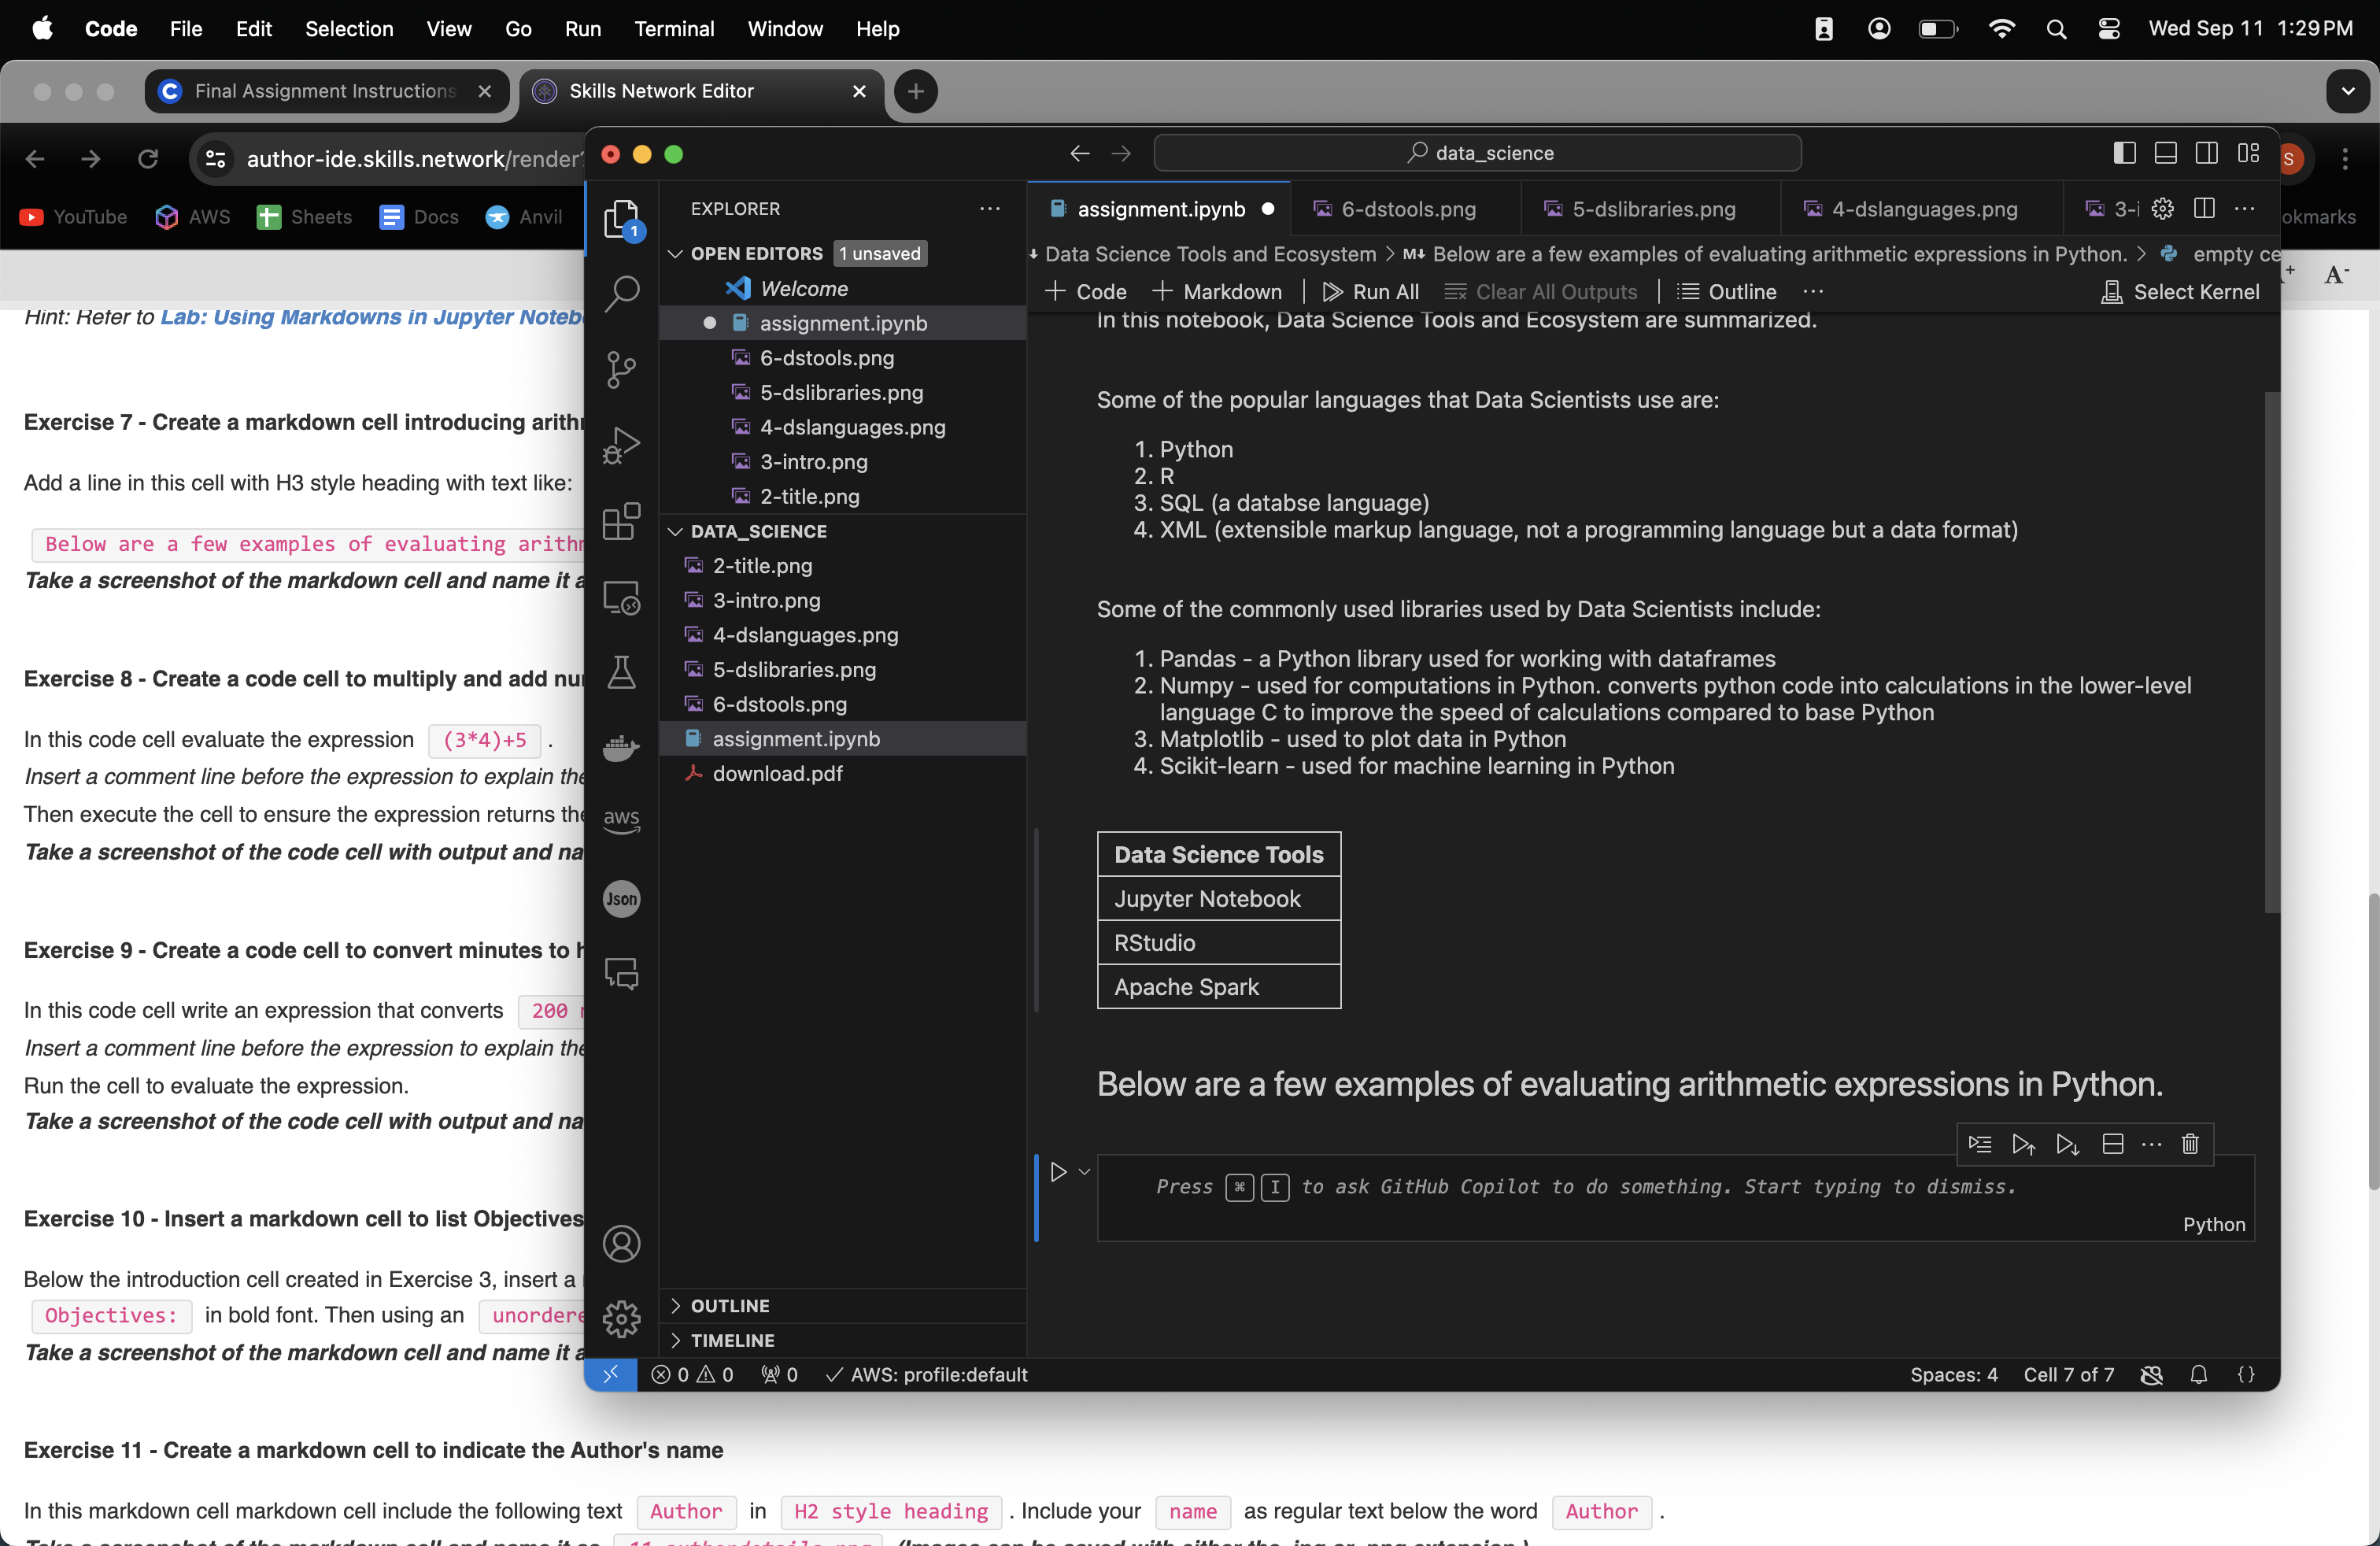 Code File Edit Selection View Go Run Terminal Window Help Wed Sep 11 1:29 PM
Final Assignment Instructions Skills Network Editor
author-ide.skills.network/render?
YouTube AWS Sheets Docs Anvil
S
A-
Hint: Refer to Lab: Using Markdowns in Jupyter
Exercise 7 - Create a markdown cell introducing
Add a line in this cell with H3 style heading with text like:
Below are a few examples of evaluating
Take a screenshot of the markdown cell and name it
Exercise 8 - Create a code cell to multiply and add
In this code cell evaluate the expression (3*4)+5 .
Insert a comment line before the expression to explain
Then execute the cell to ensure the expression returns
Take a screenshot of the code cell with output and
Exercise 9 - Create a code cell to convert minutes to
In this code cell write an expression that converts 200
Insert a comment line before the expression to explain
Run the cell to evaluate the expression.
Take a screenshot of the code cell with output and
Exercise 10 - Insert a markdown cell to list Objectives
Below the introduction cell created in Exercise 3, insert a
Objectives: in bold font. Then using an
Take a screenshot of the markdown cell and name it
Exercise 11 - Create a markdown cell to indicate the Author's name
In this markdown cell markdown cell include the following text Author in H2 style heading . Include your name as regular text below the word Author .
data_science
EXPLORER
OPEN EDITORS 1 unsaved
Welcome
assignment.ipynb
6-dstools.png
5-dslibraries.png
4-dslanguages.png
3-intro.png
2-title.png
DATA_SCIENCE
2-title.png
3-intro.png
4-dslanguages.png
5-dslibraries.png
6-dstools.png
assignment.ipynb
download.pdf
OUTLINE
TIMELINE
1
aws
Json
assignment.ipynb 6-dstools.png 5-dslibraries.png 4-dslanguages.png 3-i
Data Science Tools and Ecosystem > M↓ Below are a few examples of evaluating arithmetic expressions in Python. > empty ce
+ Code + Markdown Run All Clear All Outputs Outline ... Select Kernel
In this notebook, Data Science Tools and Ecosystem are summarized.
Some of the popular languages that Data Scientists use are:
1. Python
2. R
3. SQL (a databse language)
4. XML (extensible markup language, not a programming language but a data format)
Some of the commonly used libraries used by Data Scientists include:
1. Pandas - a Python library used for working with dataframes
2. Numpy - used for computations in Python. converts python code into calculations in the lower-level
language C to improve the speed of calculations compared to base Python
3. Matplotlib - used to plot data in Python
4. Scikit-learn - used for machine learning in Python
Data Science Tools
Jupyter Notebook
RStudio
Apache Spark
Below are a few examples of evaluating arithmetic expressions in Python.
Press ⌘ I to ask GitHub Copilot to do something. Start typing to dismiss.
Python
0 0 0 AWS: profile:default Spaces: 4 Cell 7 of 7